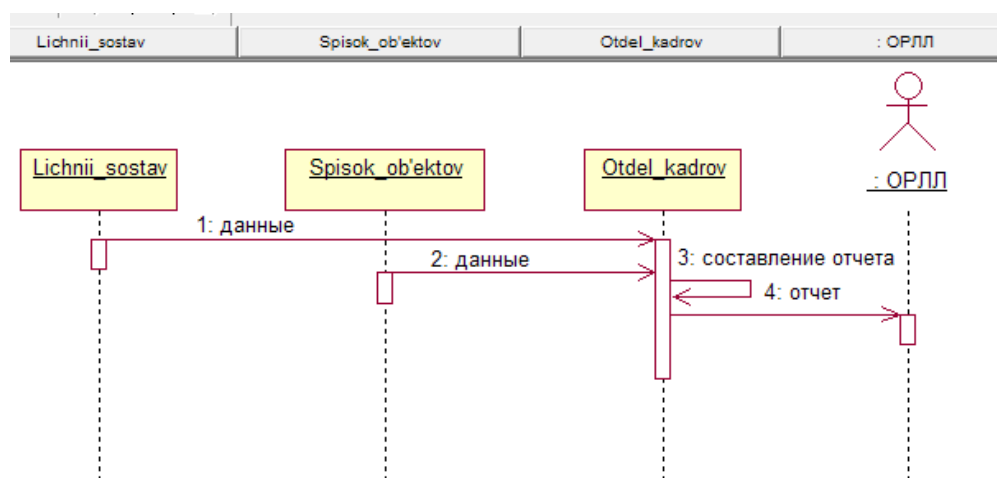 Lichnii_sostav
Spisok_ob'ektov
Otdel_kadrov
: ОРЛЛ
Lichnii_sostav
Spisok_ob'ektov
Otdel_kadrov
: ОРЛЛ
1: данные
2: данные
3: составление отчета
4: отчет